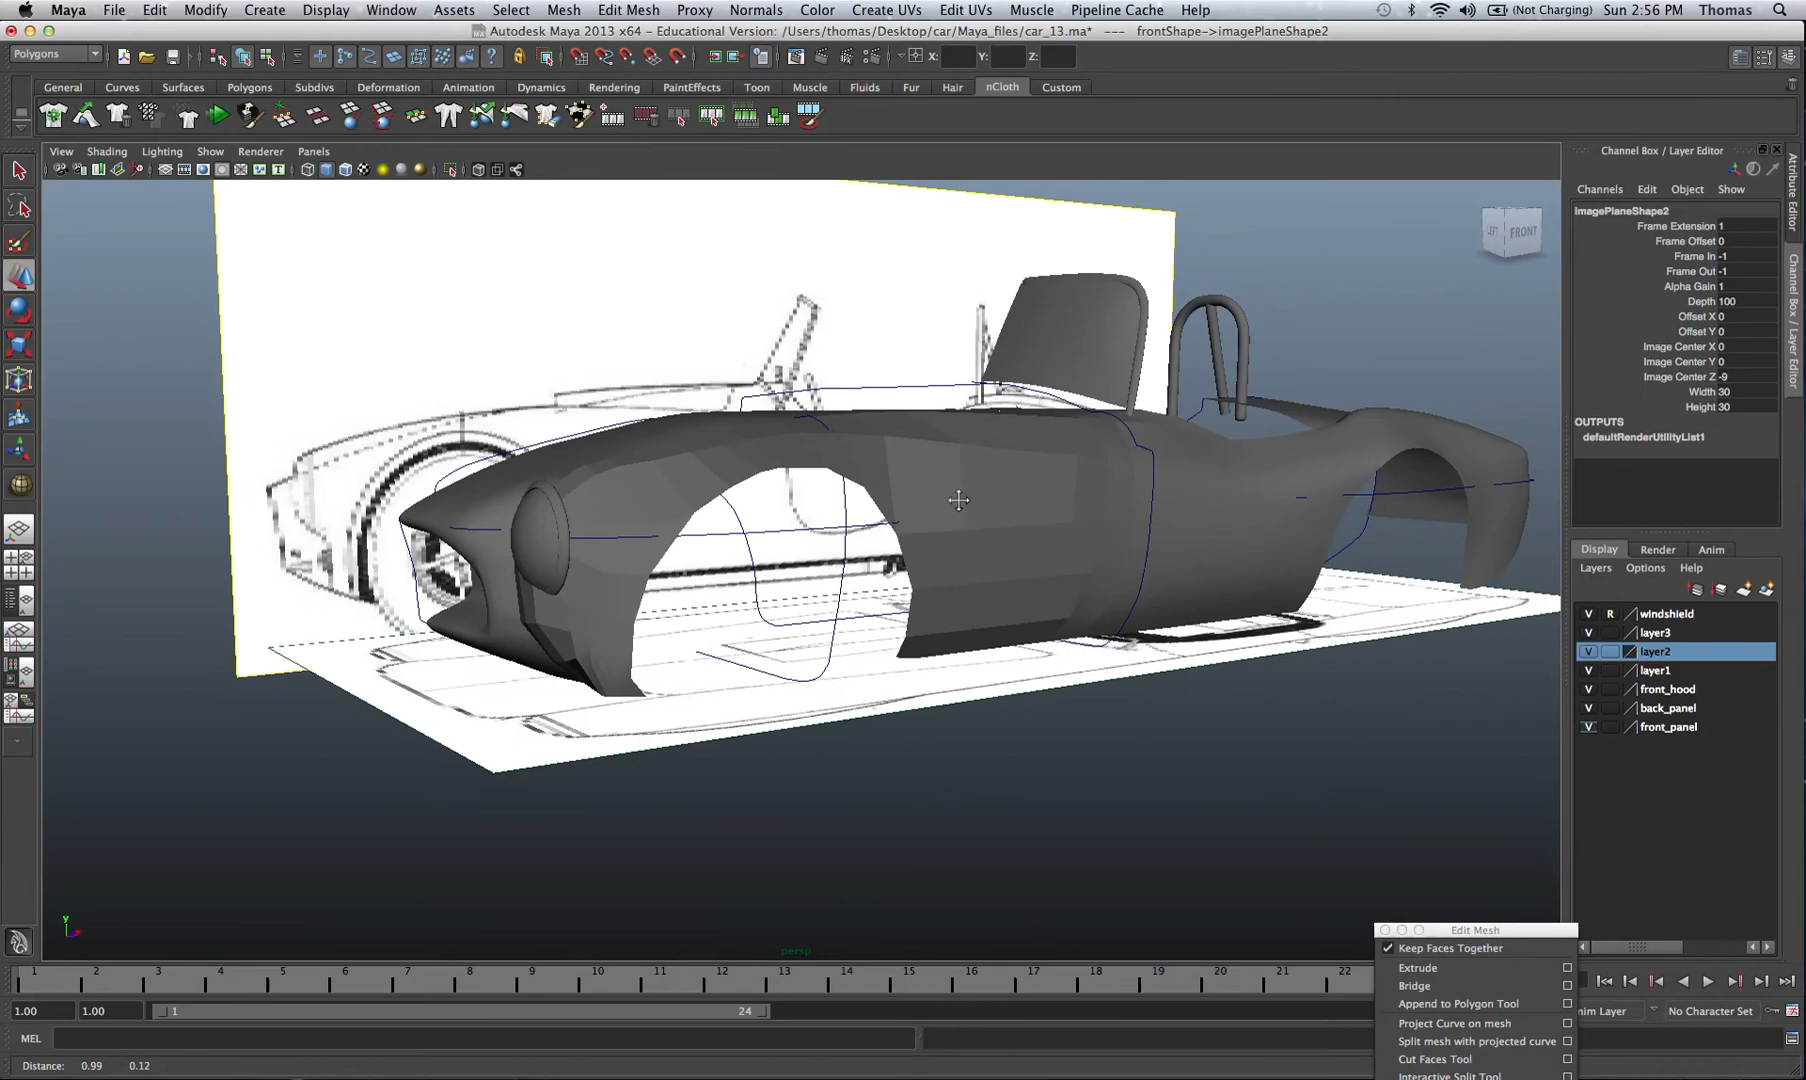 Maya File Edit Modify Create Display Window Assets Select Mesh Edit Mesh Proxy Normals Color Create UVs Edit UVs Muscle Pipeline Cache Help (Not Charging) Sun 2:56 PM Thomas
Autodesk Maya 2013 x64 - Educational Version: /Users/thomas/Desktop/car/Maya_files/car_13.ma* --- frontShape->imagePlaneShape2
Polygons X: Y: Z:
General Curves Surfaces Polygons Subdivs Deformation Animation Dynamics Rendering PaintEffects Toon Muscle Fluids Fur Hair nCloth Custom
View Shading Lighting Show Renderer Panels
Channel Box / Layer Editor
Channels Edit Object Show
imagePlaneShape2
Frame Extension 1
Frame Offset 0
Frame In -1
Frame Out -1
Alpha Gain 1
Depth 100
Offset X 0
Offset Y 0
Image Center X 0
Image Center Y 0
Image Center Z -9
Width 30
Height 30
OUTPUTS
defaultRenderUtilityList1
Attribute Editor
Channel Box / Layer Editor
LEFT FRONT
Display Render Anim
Layers Options Help
V R windshield
V layer3
V layer2
V layer1
V front_hood
V back_panel
V front_panel
y
x
persp
Edit Mesh
Keep Faces Together
Extrude
Bridge
Append to Polygon Tool
Project Curve on mesh
Split mesh with projected curve
Cut Faces Tool
Interactive Split Tool
1 2 3 4 5 6 7 8 9 10 11 12 13 14 15 16 17 18 19 20 21 22
1.00 1.00 1 24 nim Layer No Character Set
MEL
Distance: 0.99 0.12